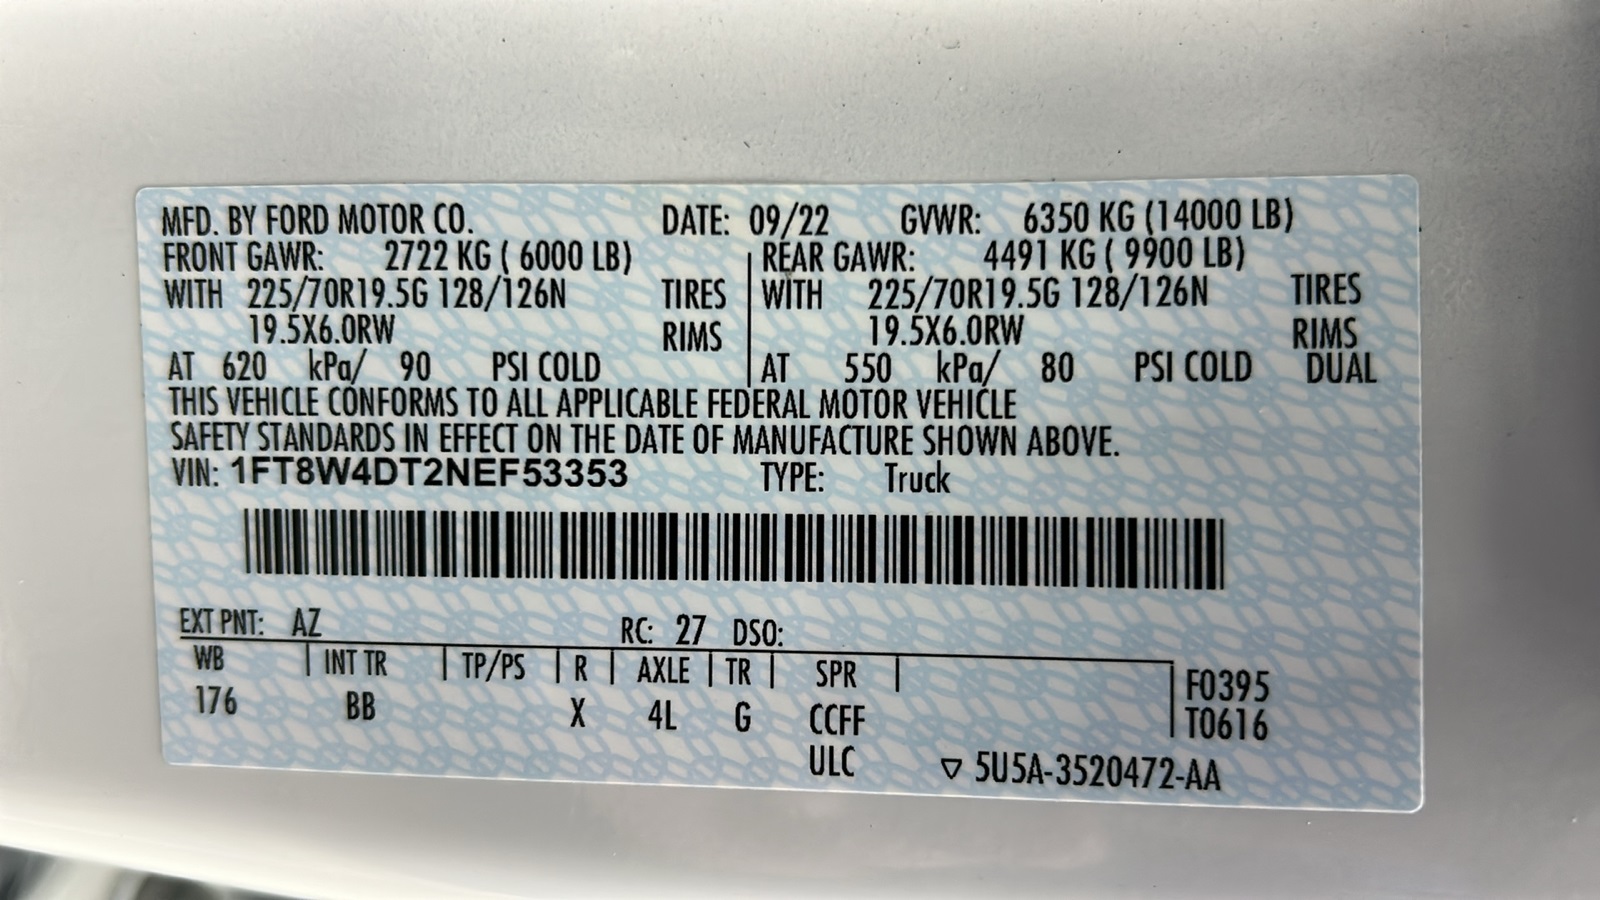 MFD. BY FORD MOTOR CO. DATE: 09/22 GVWR: 6350 KG (14000 LB)
FRONT GAWR: 2722 KG ( 6000 LB) REAR GAWR: 4491 KG ( 9900 LB)
WITH 225/70R19.5G 128/126N TIRES WITH 225/70R19.5G 128/126N TIRES
19.5X6.0RW RIMS 19.5X6.0RW RIMS
AT 620 kPa/ 90 PSI COLD AT 550 kPa/ 80 PSI COLD DUAL
THIS VEHICLE CONFORMS TO ALL APPLICABLE FEDERAL MOTOR VEHICLE
SAFETY STANDARDS IN EFFECT ON THE DATE OF MANUFACTURE SHOWN ABOVE.
VIN: 1FT8W4DT2NEF53353 TYPE: Truck
EXT PNT: AZ RC: 27 DSO:
WB INT TR TP/PS R AXLE TR SPR F0395
176 BB X 4L G CCFF T0616
ULC ▽ 5U5A-3520472-AA